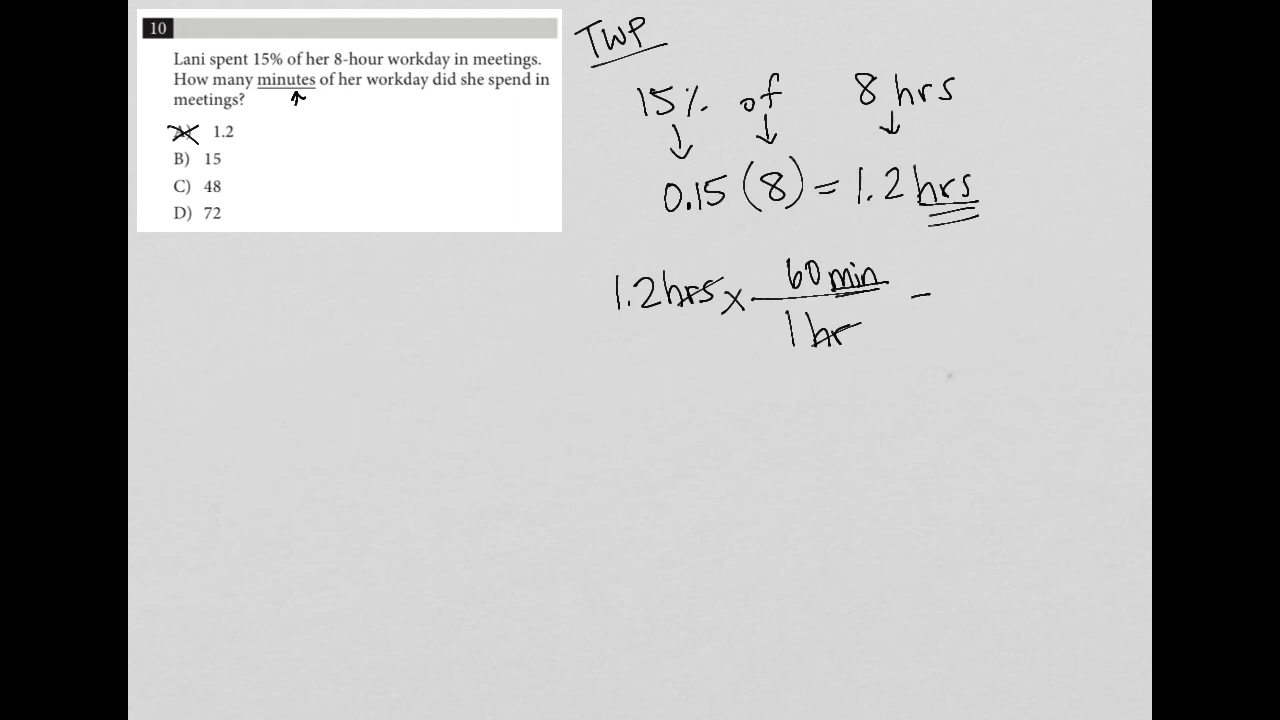 10
Lani spent 15% of her 8-hour workday in meetings.
How many minutes of her workday did she spend in
meetings?
A) 1.2
B) 15
C) 48
D) 72
TWP
15% of 8 hrs
0.15 (8) = 1.2 hrs
1.2 hrs x 60 min
1 hr